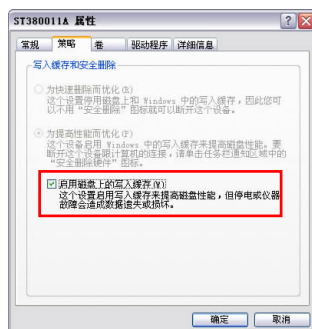 ST380011A 属性
常规 策略 卷 驱动程序 详细信息
写入缓存和安全删除
为快速删除而优化(R)
这个设置停用磁盘上和 Windows 中的写入缓存,因此您可
以不用“安全删除”图标就可以断开这个设备。
为提高性能而优化(P)
这个设备启用 Windows 中的写入缓存来提高磁盘性能。要
断开这个设备跟计算机的连接,请单击任务栏通知区域中的
“安全删除硬件”图标。
启用磁盘上的写入缓存(W)
这个设置启用写入缓存来提高磁盘性能,但停电或仪器
故障会造成数据遗失或损坏。
确定 取消